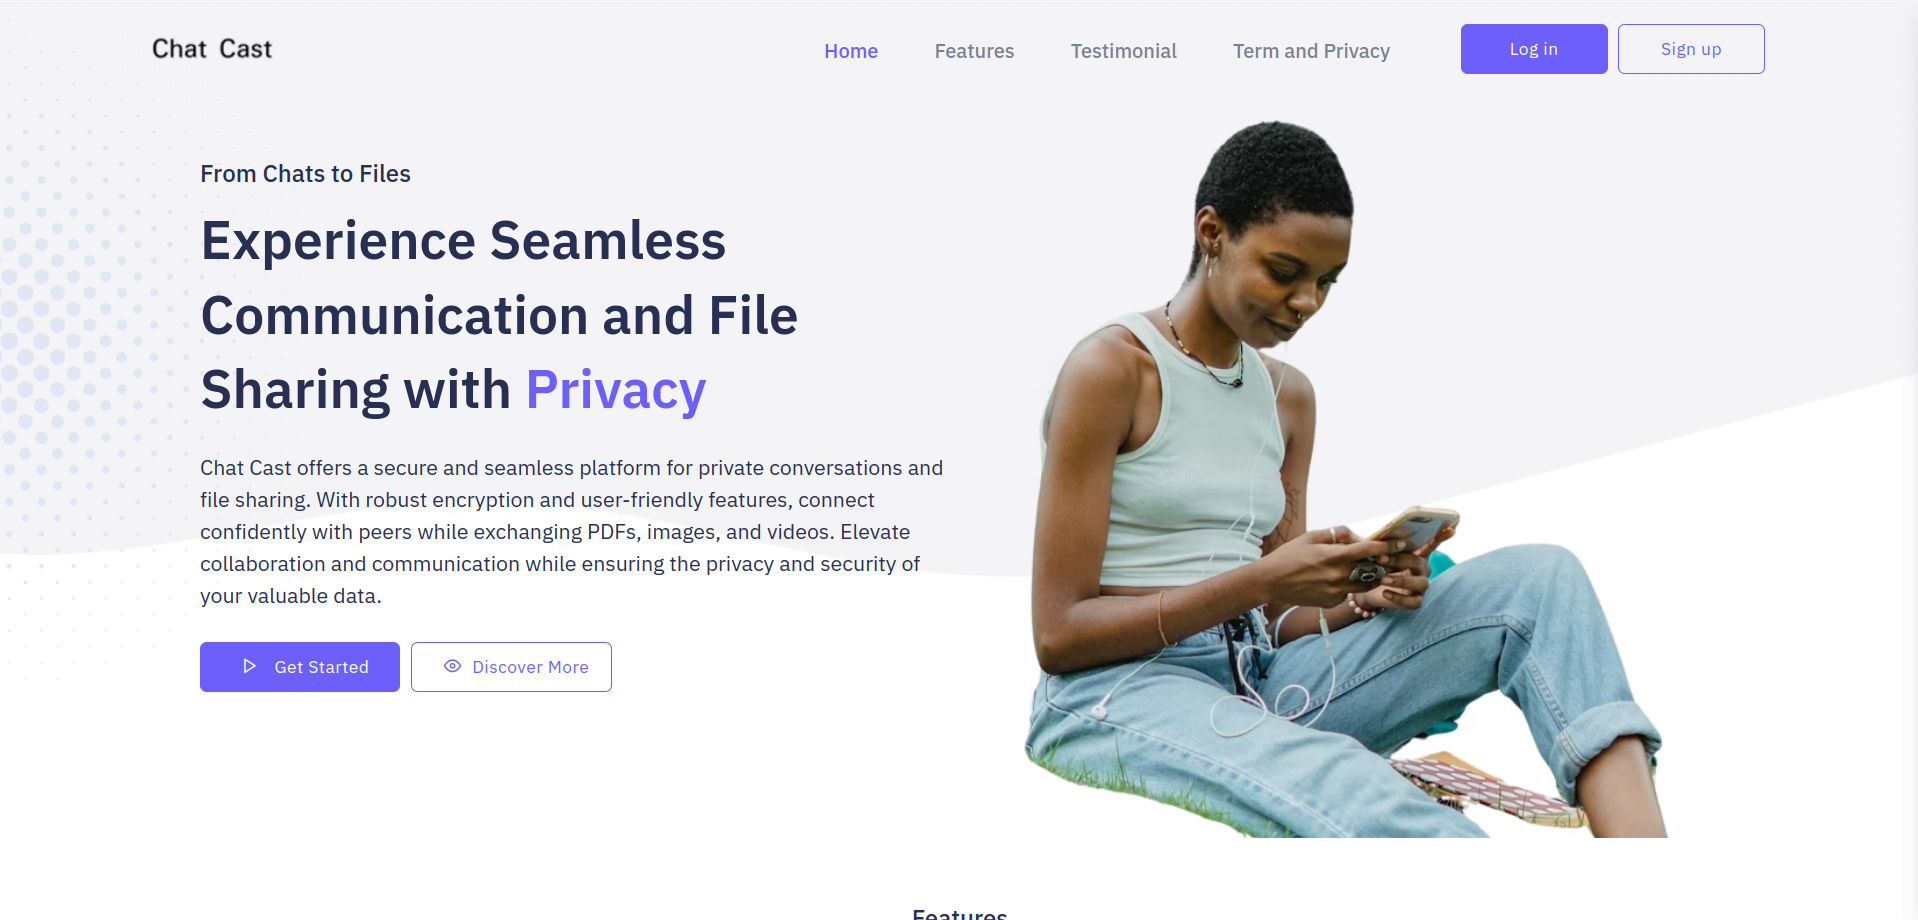 Chat Cast
Home
Features
Testimonial
Term and Privacy
Log in
Sign up
From Chats to Files
Experience Seamless
Communication and File
Sharing with Privacy
Chat Cast offers a secure and seamless platform for private conversations and
file sharing. With robust encryption and user-friendly features, connect
confidently with peers while exchanging PDFs, images, and videos. Elevate
collaboration and communication while ensuring the privacy and security of
your valuable data.
Get Started
Discover More
Features